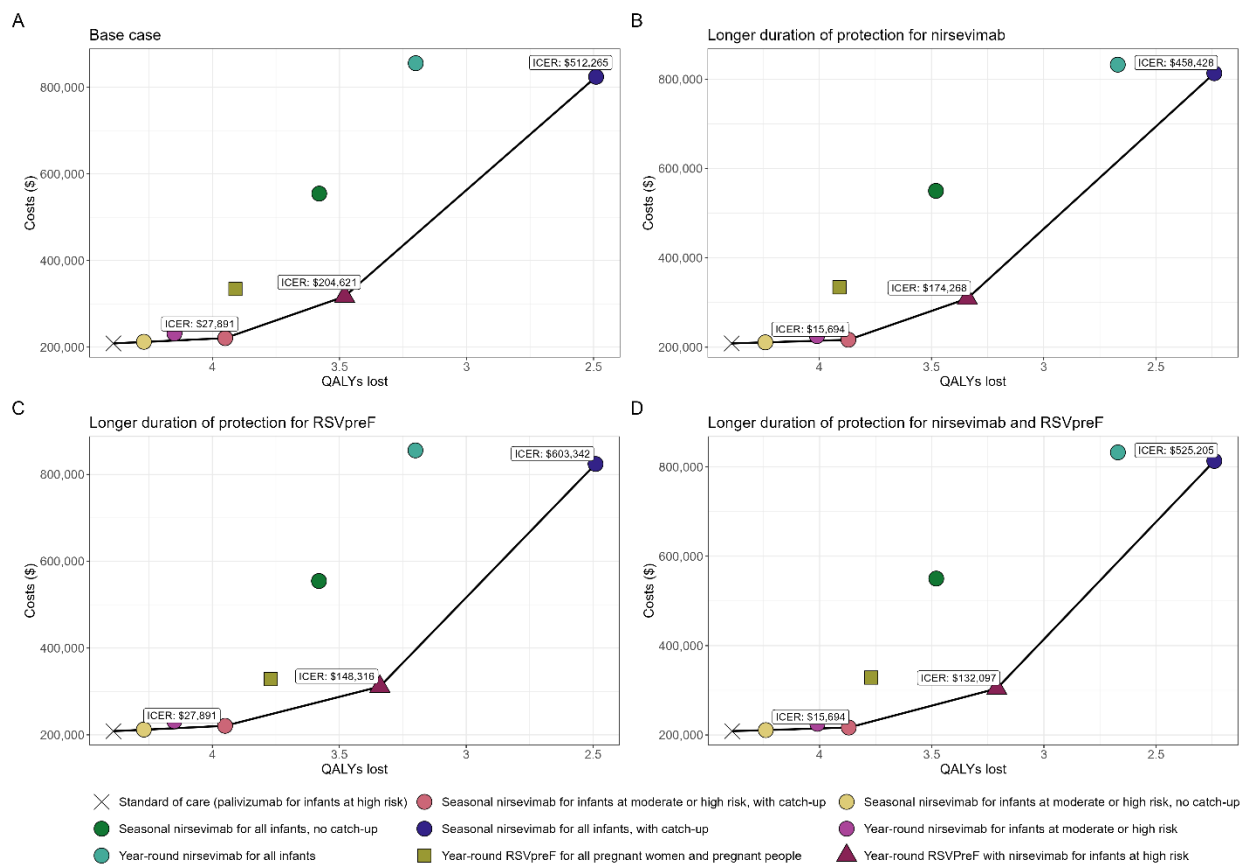 A
Base case
800,000
600,000
400,000
200,000
Costs ($)
ICER: $512,265
ICER: $204,621
ICER: $27,891
4
3.5
3
2.5
QALYs lost
B
Longer duration of protection for nirsevimab
800,000
600,000
400,000
200,000
Costs ($)
ICER: $458,428
ICER: $174,268
ICER: $15,694
4
3.5
3
2.5
QALYs lost
C
Longer duration of protection for RSVpreF
800,000
600,000
400,000
200,000
Costs ($)
ICER: $603,342
ICER: $148,316
ICER: $27,891
4
3.5
3
2.5
QALYs lost
D
Longer duration of protection for nirsevimab and RSVpreF
800,000
600,000
400,000
200,000
Costs ($)
ICER: $525,205
ICER: $132,097
ICER: $15,694
4
3.5
3
2.5
QALYs lost
Standard of care (palivizumab for infants at high risk)
Seasonal nirsevimab for infants at moderate or high risk, with catch-up
Seasonal nirsevimab for infants at moderate or high risk, no catch-up
Seasonal nirsevimab for all infants, no catch-up
Seasonal nirsevimab for all infants, with catch-up
Year-round nirsevimab for infants at moderate or high risk
Year-round nirsevimab for all infants
Year-round RSVpreF for all pregnant women and pregnant people
Year-round RSVPreF with nirsevimab for infants at high risk